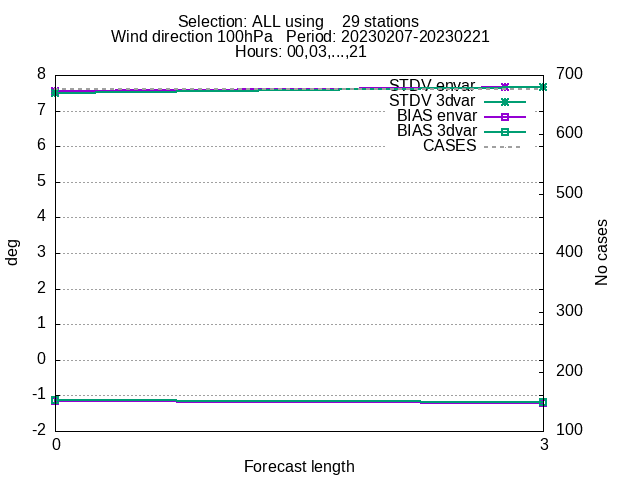 Selection: ALL using    29 stations
Wind direction 100hPa   Period: 20230207-20230221
Hours: 00,03,...,21
8
7
6
5
4
3
2
1
0
-1
-2
deg
700
600
500
400
300
200
100
No cases
STDV envar
STDV 3dvar
BIAS envar
BIAS 3dvar
CASES
0
3
Forecast length